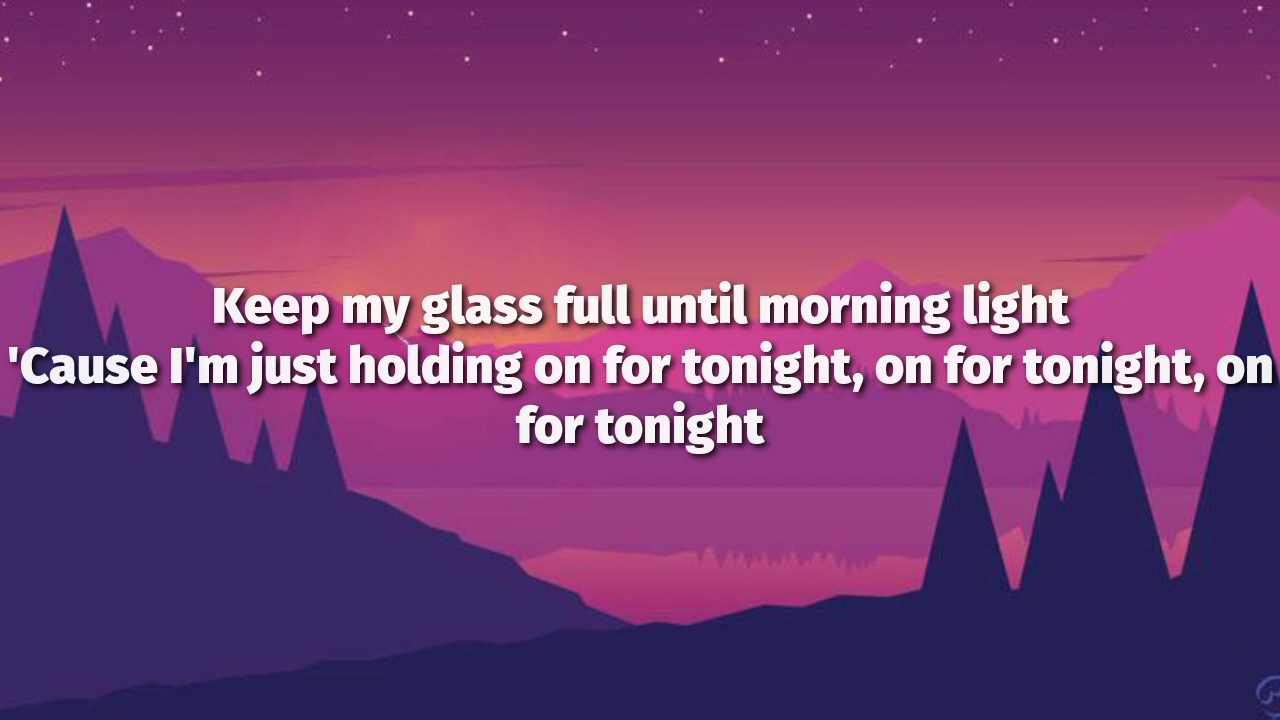 Keep my glass full until morning light
'Cause I'm just holding on for tonight, on for tonight, on
for tonight